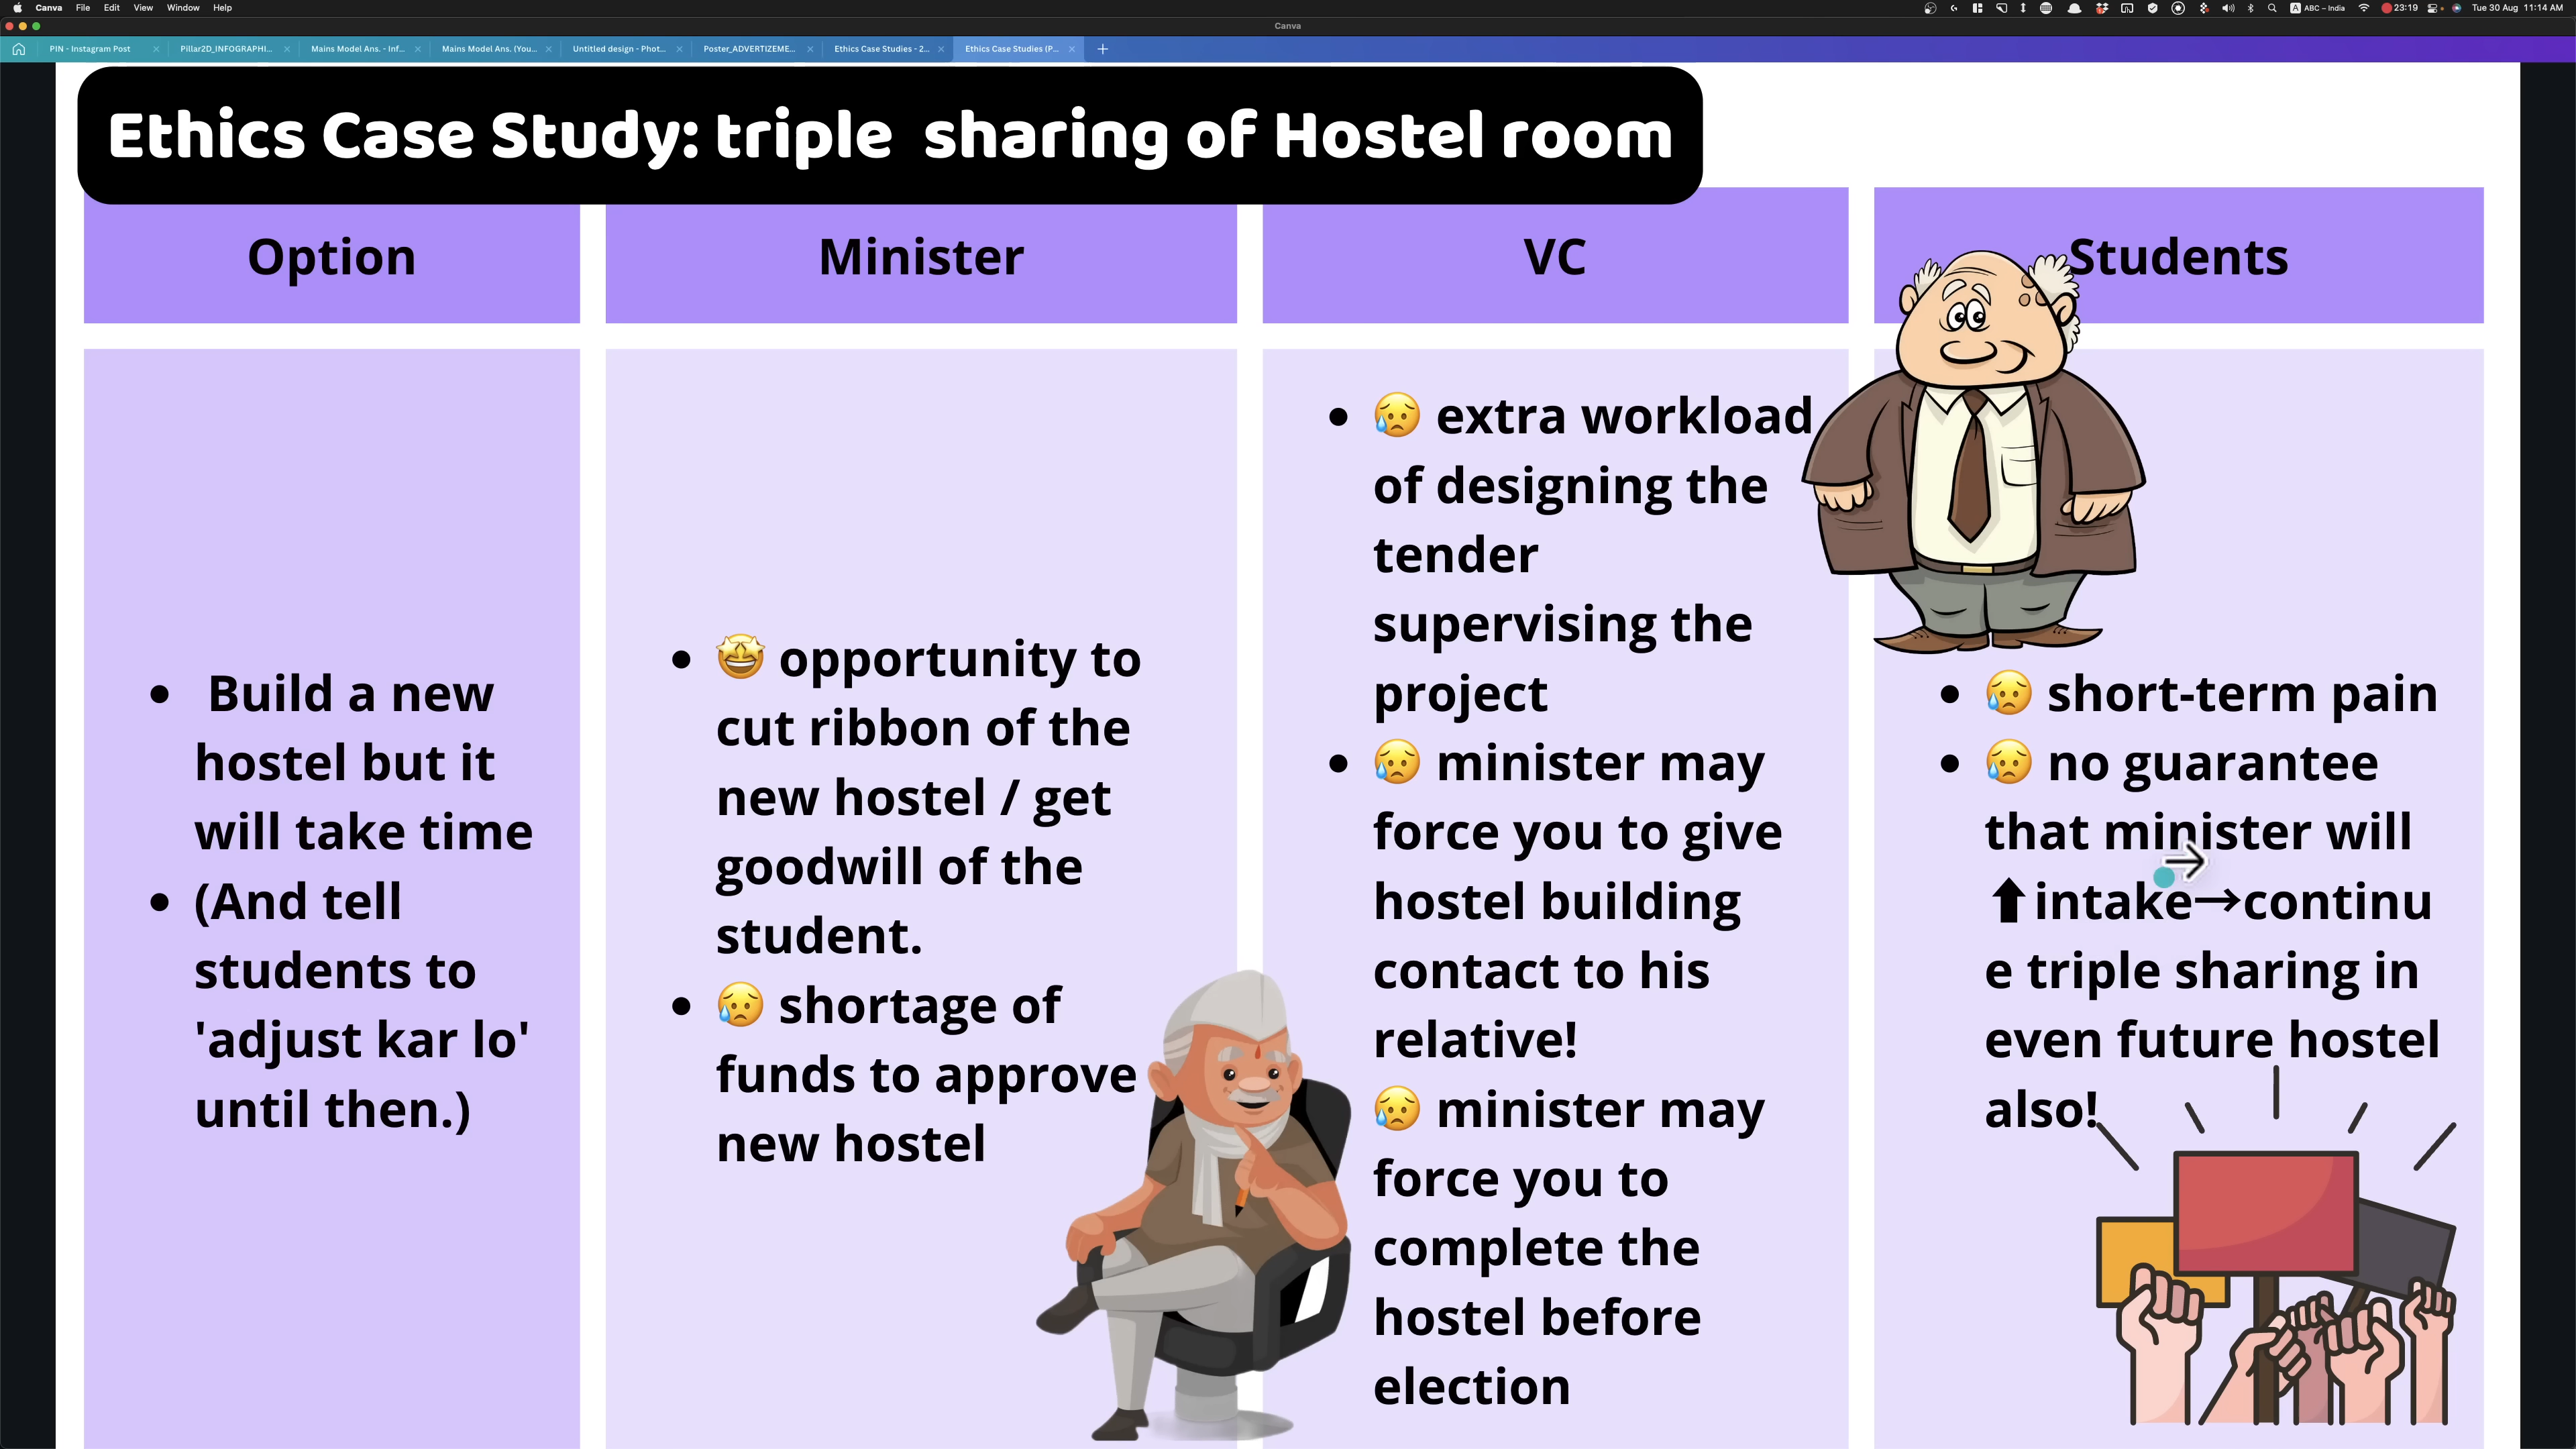 Canva File Edit View Window Help
ABC – India 23:19 Tue 30 Aug 11:14 AM
Canva
PIN - Instagram Post
Pillar2D_INFOGRAPHI...
Mains Model Ans. - Inf...
Mains Model Ans. (You...
Untitled design - Phot...
Poster_ADVERTIZEME...
Ethics Case Studies - 2...
Ethics Case Studies (P...
Ethics Case Study: triple sharing of Hostel room
Option
Minister
VC
Students
• Build a new
hostel but it
will take time
• (And tell
students to
'adjust kar lo'
until then.)
• 🤩 opportunity to
cut ribbon of the
new hostel / get
goodwill of the
student.
• 😥 shortage of
funds to approve
new hostel
• 😥 extra workload
of designing the
tender
supervising the
project
• 😥 minister may
force you to give
hostel building
contact to his
relative!
😥 minister may
force you to
complete the
hostel before
election
• 😥 short-term pain
• 😥 no guarantee
that minister will
⬆intake→continu
e triple sharing in
even future hostel
also!